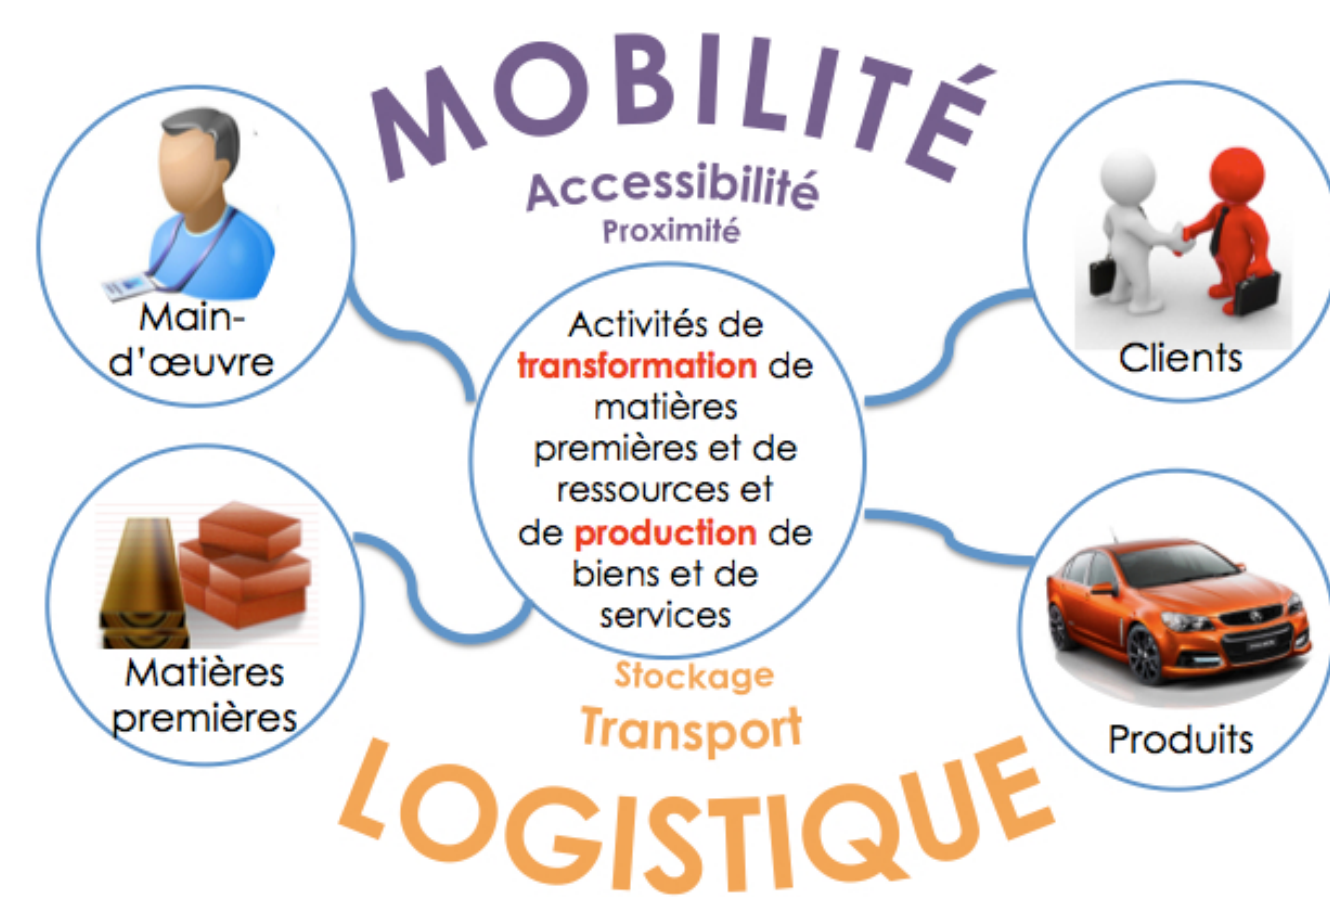 MOBILITÉ
Accessibilité
Proximité
Main-
d'œuvre
Clients
Activités de
transformation de
matières
premières et de
ressources et
de production de
biens et de
services
Matières
premières
Produits
Stockage
Transport
LOGISTIQUE